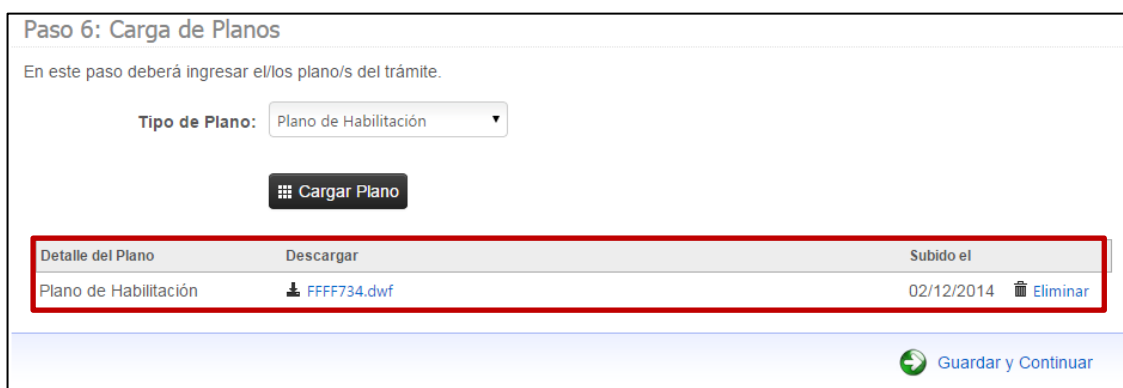 Paso 6: Carga de Planos
En este paso deberá ingresar el/los plano/s del trámite.
Tipo de Plano: Plano de Habilitación
Cargar Plano
Detalle del Plano Descargar Subido el
Plano de Habilitación FFFF734.dwf 02/12/2014 Eliminar
Guardar y Continuar